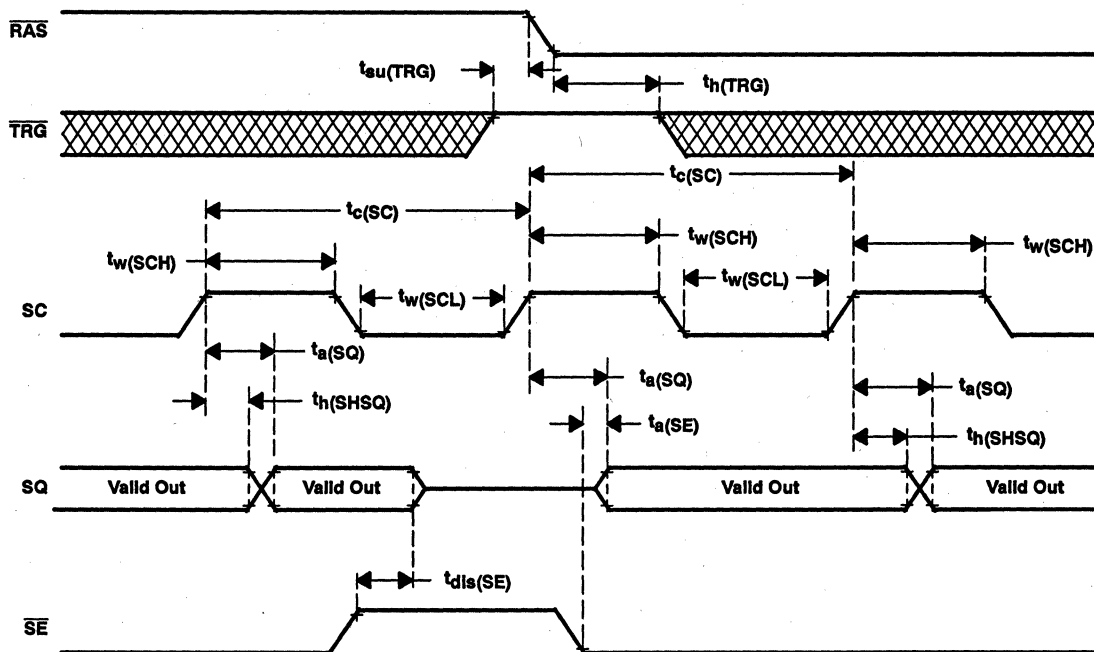 RAS
tsu(TRG)
th(TRG)
TRG
tc(SC)
tc(SC)
tw(SCH)
tw(SCH)
tw(SCH)
tw(SCL)
tw(SCL)
SC
ta(SQ)
ta(SQ)
ta(SQ)
th(SHSQ)
ta(SE)
th(SHSQ)
SQ
Valid Out
Valid Out
Valid Out
Valid Out
tdis(SE)
SE